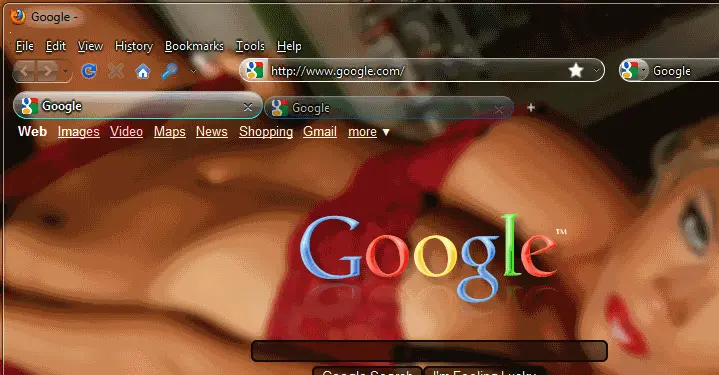 Google -
File Edit View History Bookmarks Tools Help
http://www.google.com/ Google
Google Google +
Web Images Video Maps News Shopping Gmail more ▼
Google™
Google Search I'm Feeling Lucky